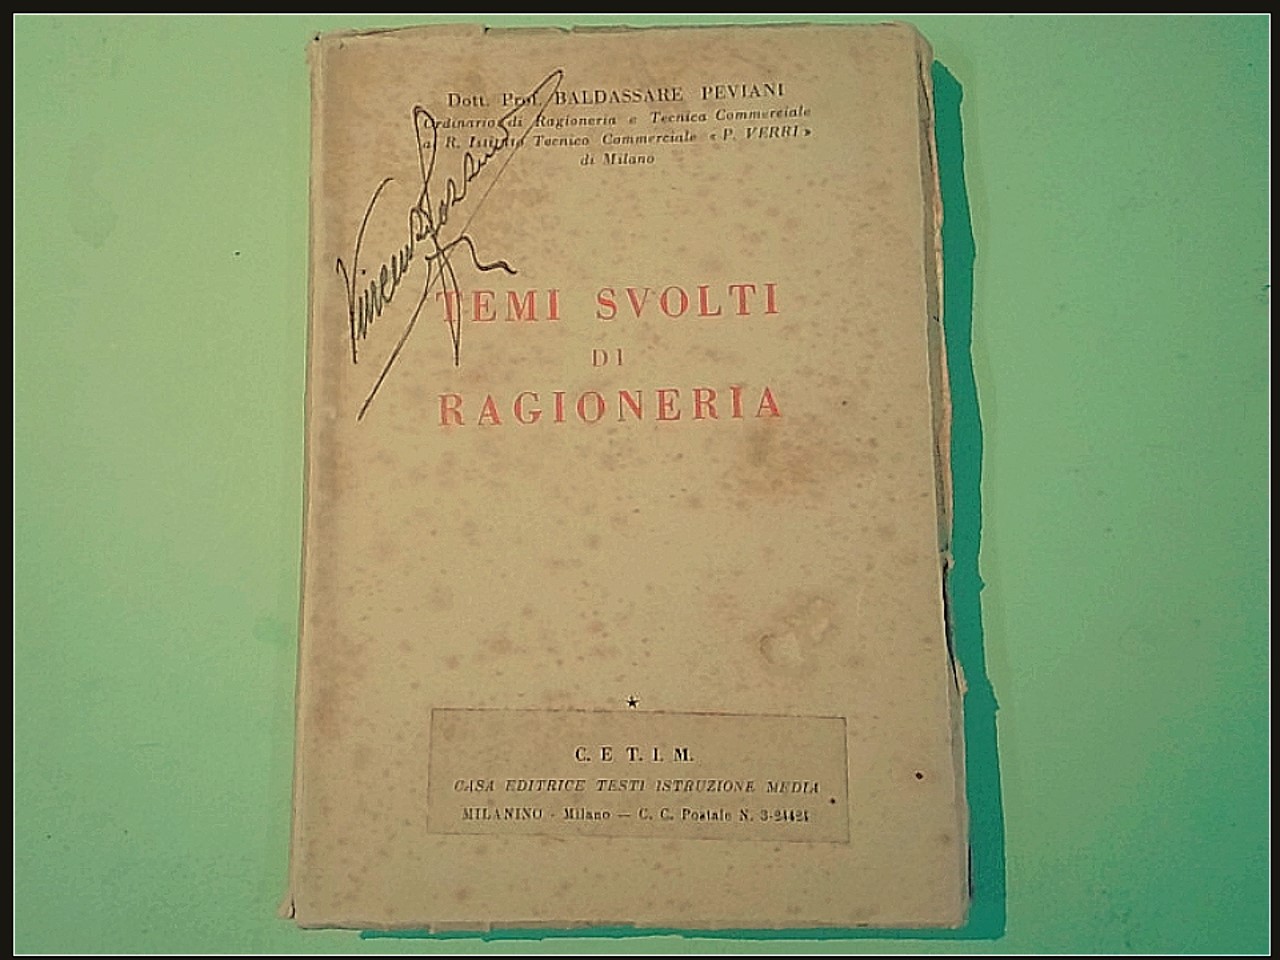 Dott. Prof. BALDASSARE PEVIANI
Ordinario di Ragioneria e Tecnica Commerciale
al R. Istituto Tecnico Commerciale « P. VERRI »
di Milano
TEMI SVOLTI
DI
RAGIONERIA
C. E T. I. M.
CASA EDITRICE TESTI ISTRUZIONE MEDIA
MILANINO - Milano — C. C. Postale N. 3-24424